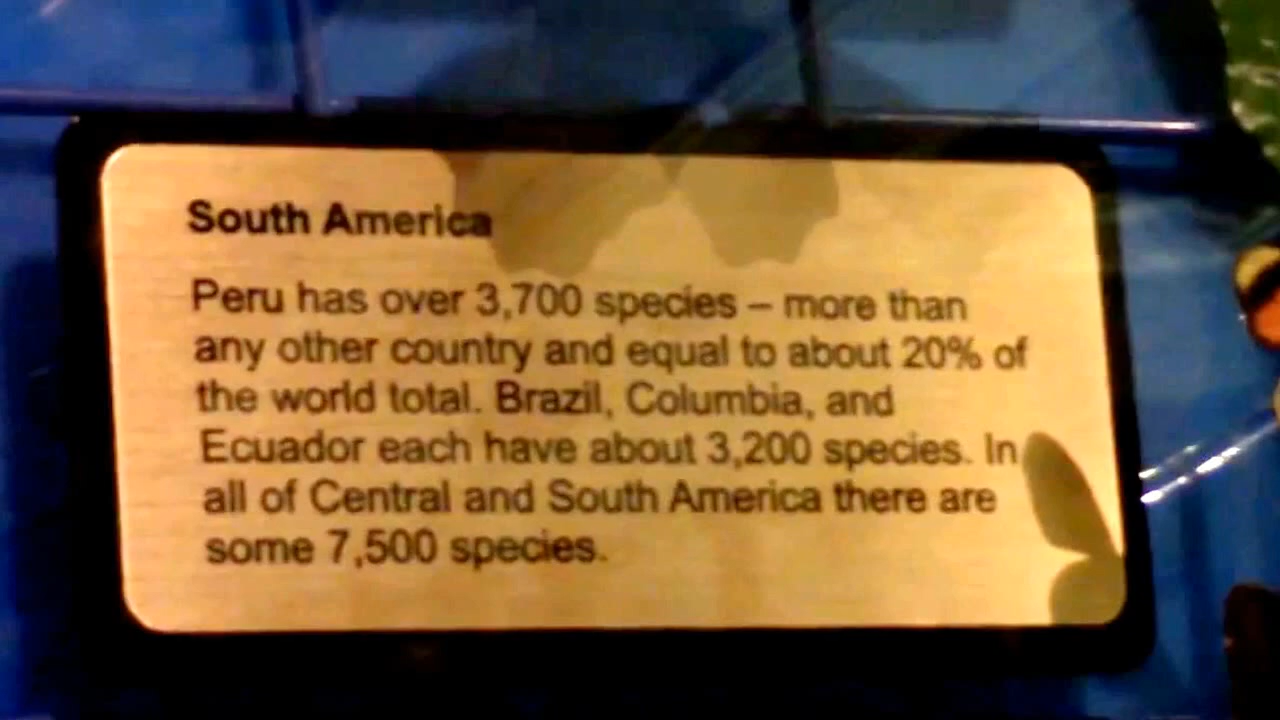 South America
Peru has over 3,700 species – more than
any other country and equal to about 20% of
the world total. Brazil, Columbia, and
Ecuador each have about 3,200 species. In
all of Central and South America there are
some 7,500 species.